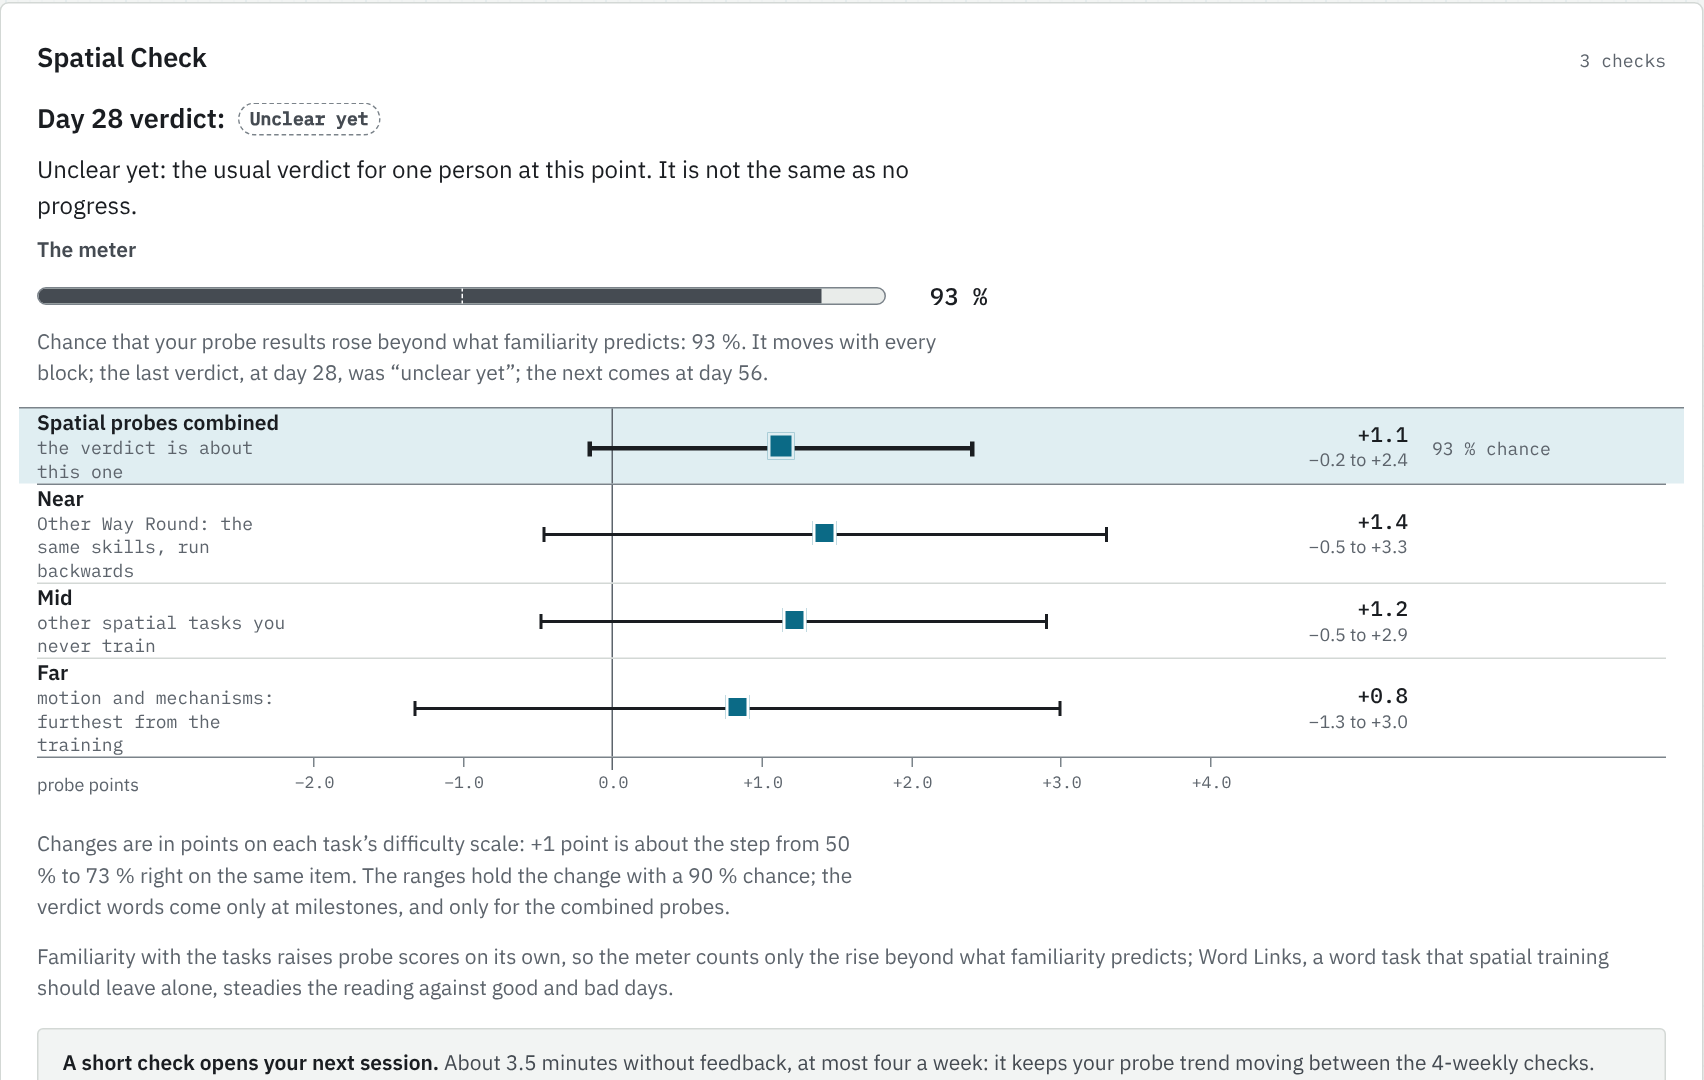 Spatial Check
3 checks
Day 28 verdict: Unclear yet
Unclear yet: the usual verdict for one person at this point. It is not the same as no
progress.
The meter
93 %
Chance that your probe results rose beyond what familiarity predicts: 93 %. It moves with every
block; the last verdict, at day 28, was “unclear yet”; the next comes at day 56.
Spatial probes combined
the verdict is about
this one
+1.1
−0.2 to +2.4
93 % chance
Near
Other Way Round: the
same skills, run
backwards
+1.4
−0.5 to +3.3
Mid
other spatial tasks you
never train
+1.2
−0.5 to +2.9
Far
motion and mechanisms:
furthest from the
training
+0.8
−1.3 to +3.0
probe points −2.0 −1.0 0.0 +1.0 +2.0 +3.0 +4.0
Changes are in points on each task’s difficulty scale: +1 point is about the step from 50
% to 73 % right on the same item. The ranges hold the change with a 90 % chance; the
verdict words come only at milestones, and only for the combined probes.
Familiarity with the tasks raises probe scores on its own, so the meter counts only the rise beyond what familiarity predicts; Word Links, a word task that spatial training
should leave alone, steadies the reading against good and bad days.
A short check opens your next session. About 3.5 minutes without feedback, at most four a week: it keeps your probe trend moving between the 4-weekly checks.